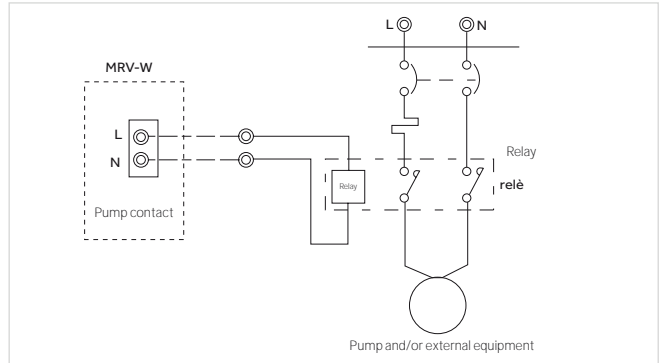 L N
MRV-W
L
N
Pump contact
Relay
Relay
relè
Pump and/or external equipment